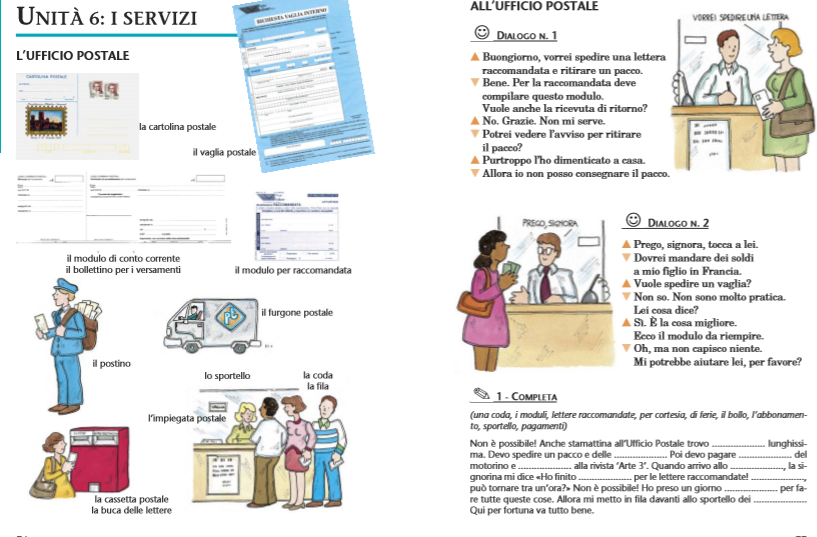 UNITÀ 6: I SERVIZI
L'UFFICIO POSTALE
RICHIESTA VAGLIA INTERNO
CARTOLINA POSTALE
la cartolina postale
il vaglia postale
RACCOMANDATA
il modulo di conto corrente
il bollettino per i versamenti
il modulo per raccomandata
il furgone postale
pt
il postino
lo sportello
la coda
la fila
l'impiegata postale
la cassetta postale
la buca delle lettere
ALL'UFFICIO POSTALE
DIALOGO N. 1
VORREI SPEDIRE UNA LETTERA
▲ Buongiorno, vorrei spedire una lettera
raccomandata e ritirare un pacco.
▼ Bene. Per la raccomandata deve
compilare questo modulo.
Vuole anche la ricevuta di ritorno?
▲ No. Grazie. Non mi serve.
▼ Potrei vedere l'avviso per ritirare
il pacco?
▲ Purtroppo l'ho dimenticato a casa.
▼ Allora io non posso consegnare il pacco.
PREGO, SIGNORA
DIALOGO N. 2
▲ Prego, signora, tocca a lei.
▼ Dovrei mandare dei soldi
a mio figlio in Francia.
▲ Vuole spedire un vaglia?
▼ Non so. Non sono molto pratica.
Lei cosa dice?
▲ Sì. È la cosa migliore.
Ecco il modulo da riempire.
▼ Oh, ma non capisco niente.
Mi potrebbe aiutare lei, per favore?
1 - COMPLETA
(una coda, i moduli, lettere raccomandate, per cortesia, di ferie, il bollo, l'abbonamen-
to, sportello, pagamenti)
Non è possibile! Anche stamattina all'Ufficio Postale trovo .................... lunghissi-
ma. Devo spedire un pacco e delle .................... Poi devo pagare .................... del
motorino e .................... alla rivista 'Arte 3'. Quando arrivo allo ...................., la si-
gnorina mi dice «Ho finito .................... per le lettere raccomandate! ....................,
può tornare tra un'ora?» Non è possibile! Ho preso un giorno .................... per fa-
re tutte queste cose. Allora mi metto in fila davanti allo sportello dei ....................
Qui per fortuna va tutto bene.